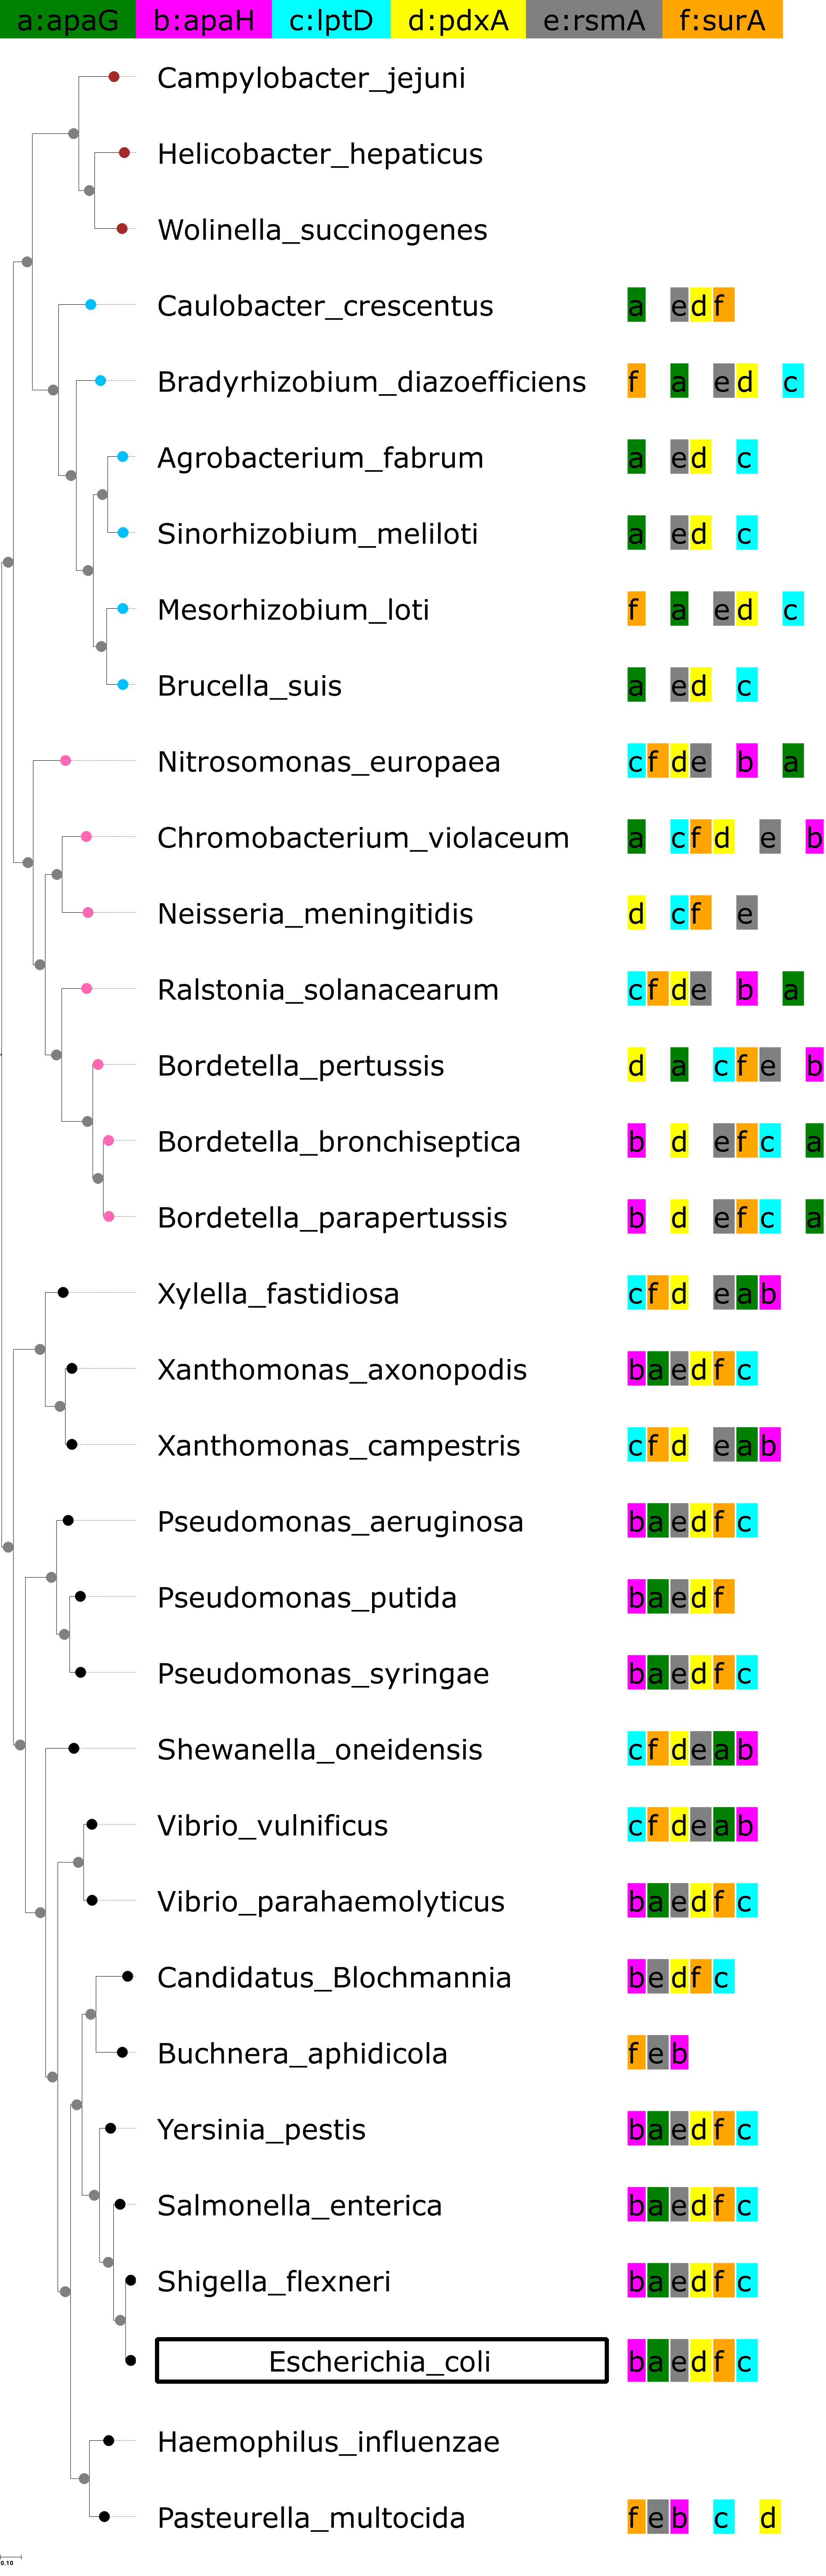 a:apaG b:apaH c:lptD d:pdxA e:rsmA f:surA
Campylobacter_jejuni
Helicobacter_hepaticus
Wolinella_succinogenes
Caulobacter_crescentus a edf
Bradyrhizobium_diazoefficiens f a ed c
Agrobacterium_fabrum a ed c
Sinorhizobium_meliloti a ed c
Mesorhizobium_loti f a ed c
Brucella_suis a ed c
Nitrosomonas_europaea cfde b a
Chromobacterium_violaceum a cfd e b
Neisseria_meningitidis d cf e
Ralstonia_solanacearum cfde b a
Bordetella_pertussis d a cfe b
Bordetella_bronchiseptica b d efc a
Bordetella_parapertussis b d efc a
Xylella_fastidiosa cfd eab
Xanthomonas_axonopodis baedfc
Xanthomonas_campestris cfd eab
Pseudomonas_aeruginosa baedfc
Pseudomonas_putida baedf
Pseudomonas_syringae baedfc
Shewanella_oneidensis cfdeab
Vibrio_vulnificus cfdeab
Vibrio_parahaemolyticus baedfc
Candidatus_Blochmannia bedfc
Buchnera_aphidicola feb
Yersinia_pestis baedfc
Salmonella_enterica baedfc
Shigella_flexneri baedfc
Escherichia_coli baedfc
Haemophilus_influenzae
Pasteurella_multocida feb c d
0.10